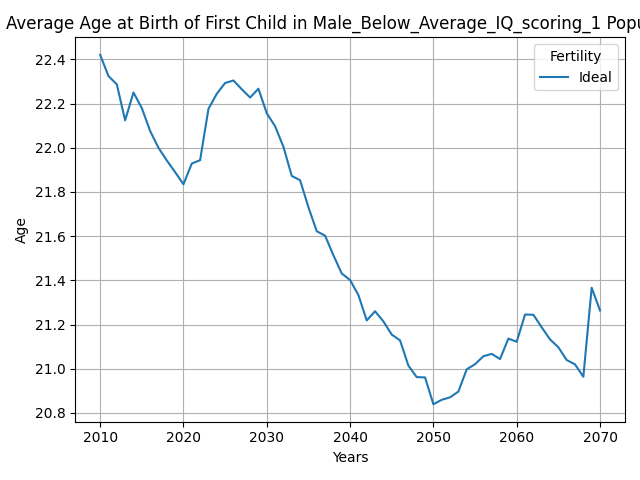 Average Age at Birth of First Child in Male_Below_Average_IQ_scoring_1 Popu
Fertility
Ideal
22.4
22.2
22.0
21.8
21.6
21.4
21.2
21.0
20.8
Age
2010 2020 2030 2040 2050 2060 2070
Years